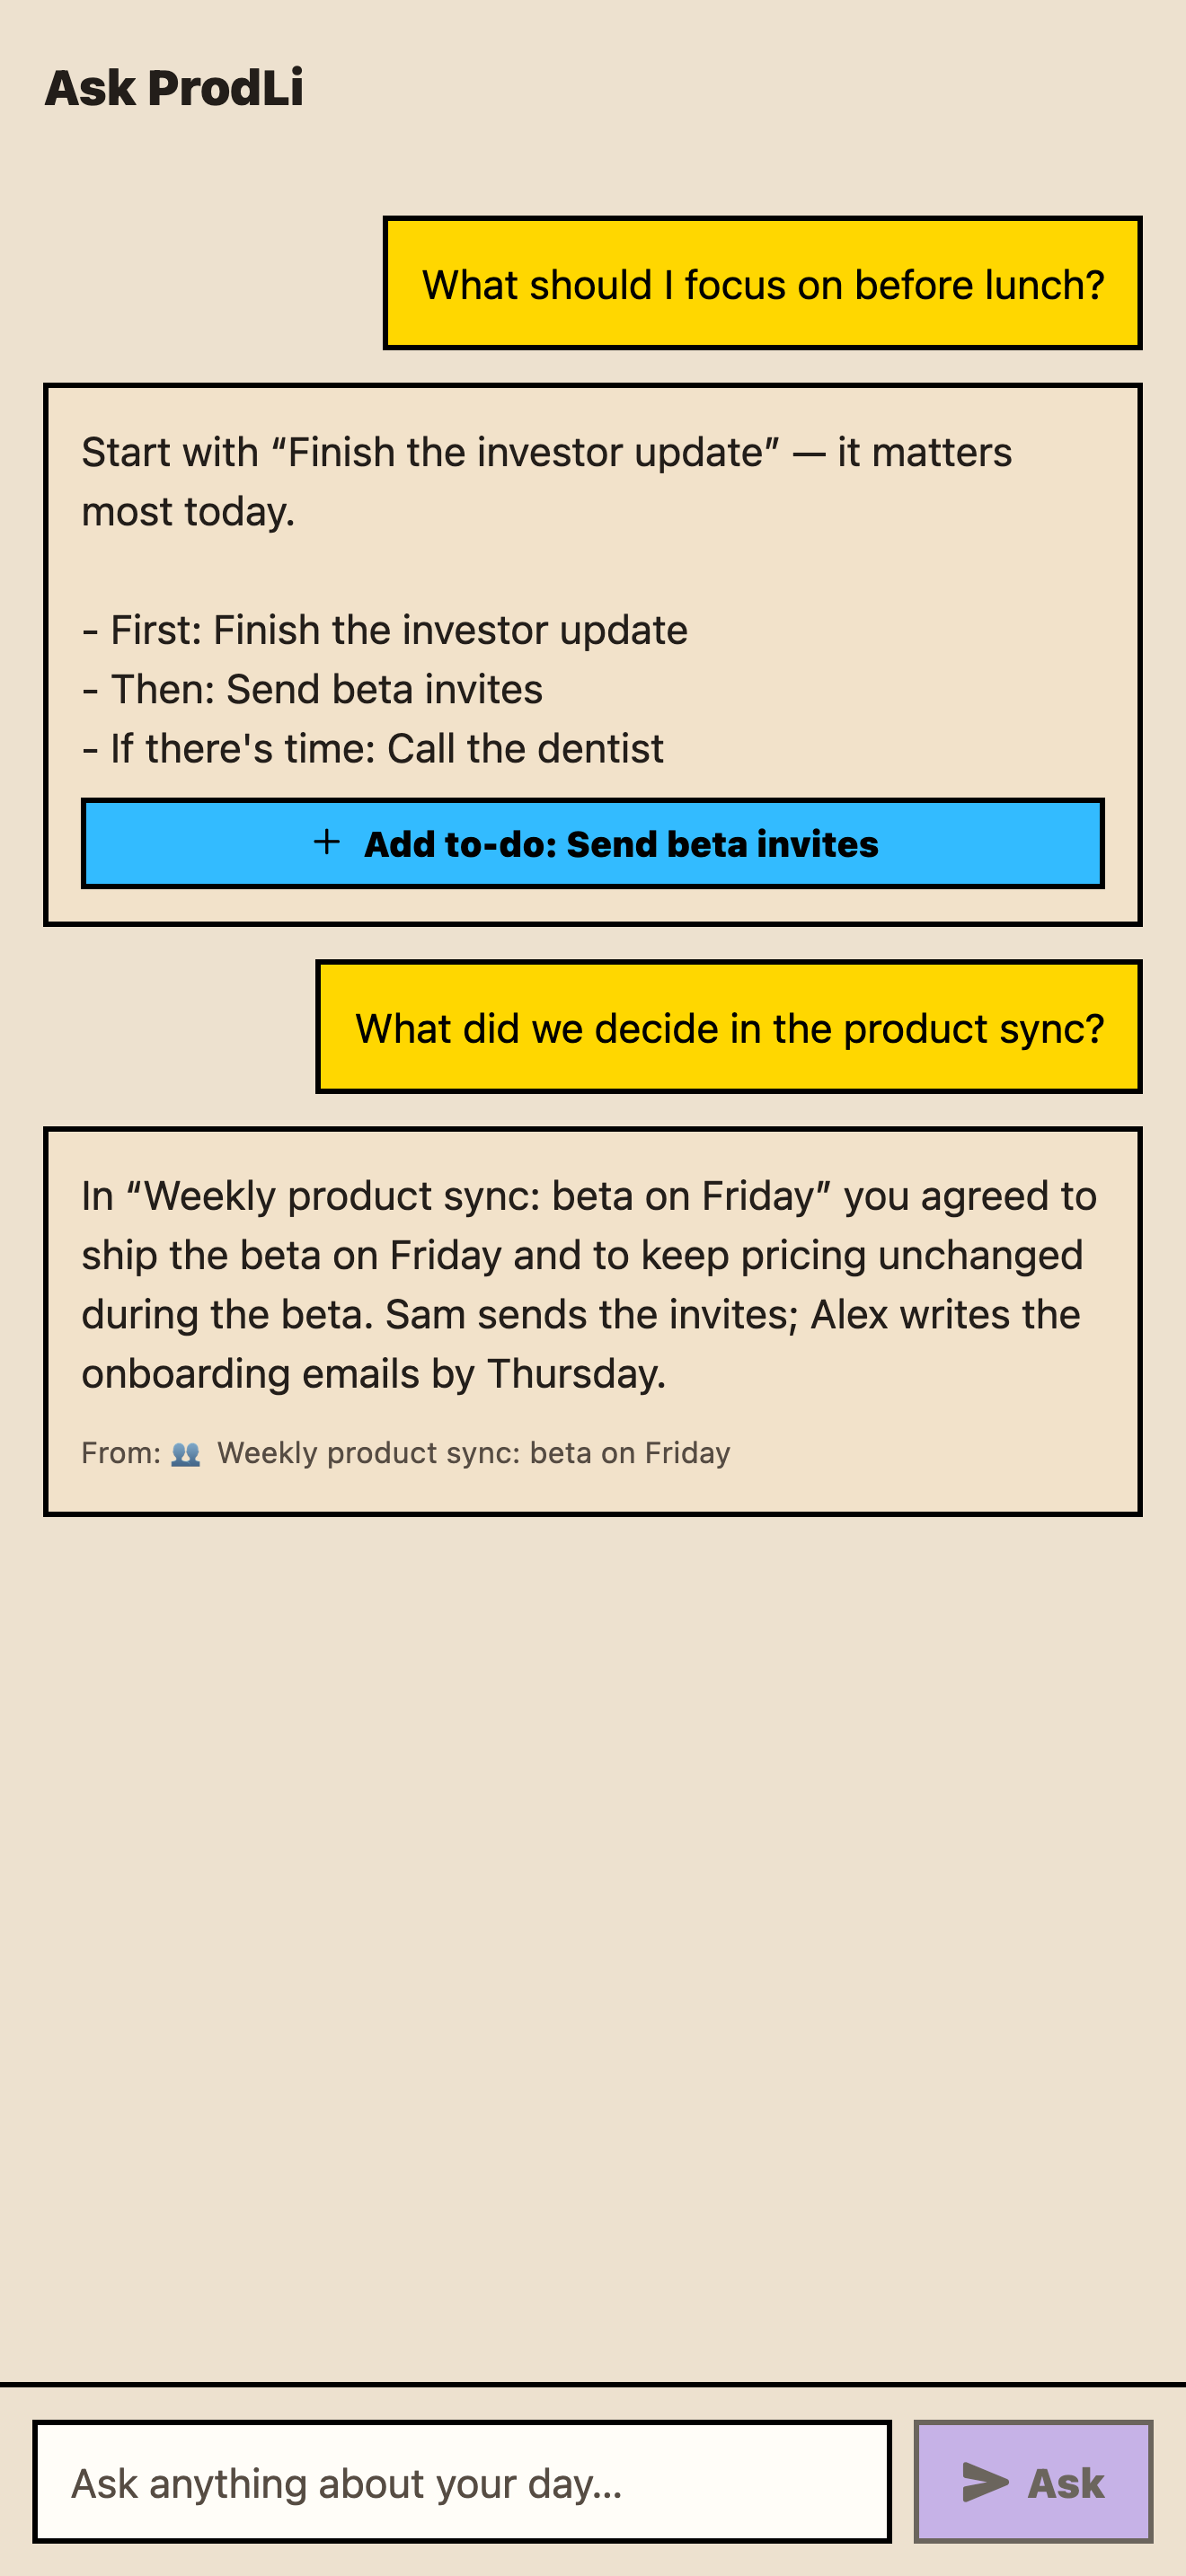 Ask ProdLi
What should I focus on before lunch?
Start with “Finish the investor update” — it matters
most today.
- First: Finish the investor update
- Then: Send beta invites
- If there's time: Call the dentist
+ Add to-do: Send beta invites
What did we decide in the product sync?
In “Weekly product sync: beta on Friday” you agreed to
ship the beta on Friday and to keep pricing unchanged
during the beta. Sam sends the invites; Alex writes the
onboarding emails by Thursday.
From: 👥 Weekly product sync: beta on Friday
Ask anything about your day...
Ask